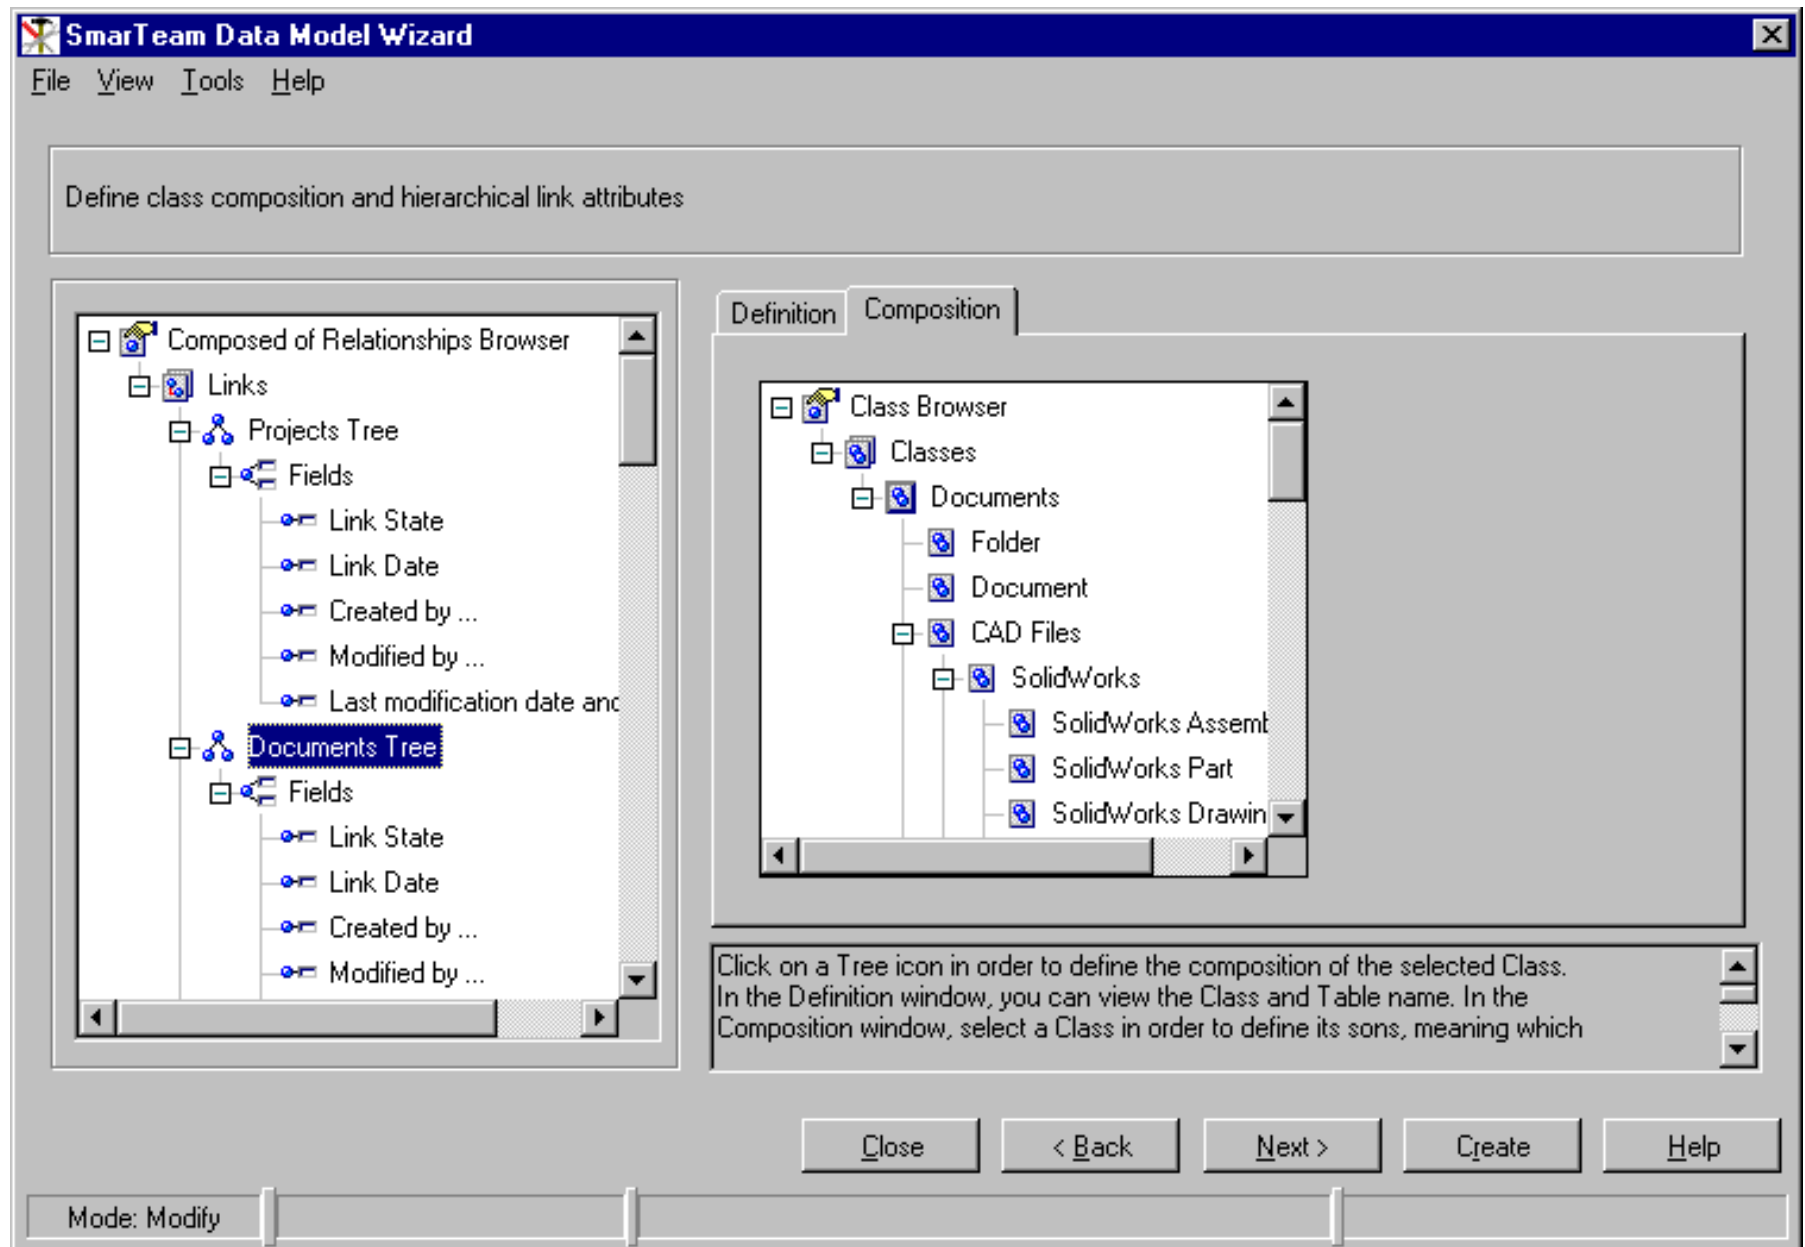 SmarTeam Data Model Wizard
File View Tools Help
Define class composition and hierarchical link attributes
Composed of Relationships Browser
Links
Projects Tree
Fields
Link State
Link Date
Created by ...
Modified by ...
Last modification date and
Documents Tree
Fields
Link State
Link Date
Created by ...
Modified by ...
Definition Composition
Class Browser
Classes
Documents
Folder
Document
CAD Files
SolidWorks
SolidWorks Assemb
SolidWorks Part
SolidWorks Drawin
Click on a Tree icon in order to define the composition of the selected Class.
In the Definition window, you can view the Class and Table name. In the
Composition window, select a Class in order to define its sons, meaning which
Close < Back Next > Create Help
Mode: Modify